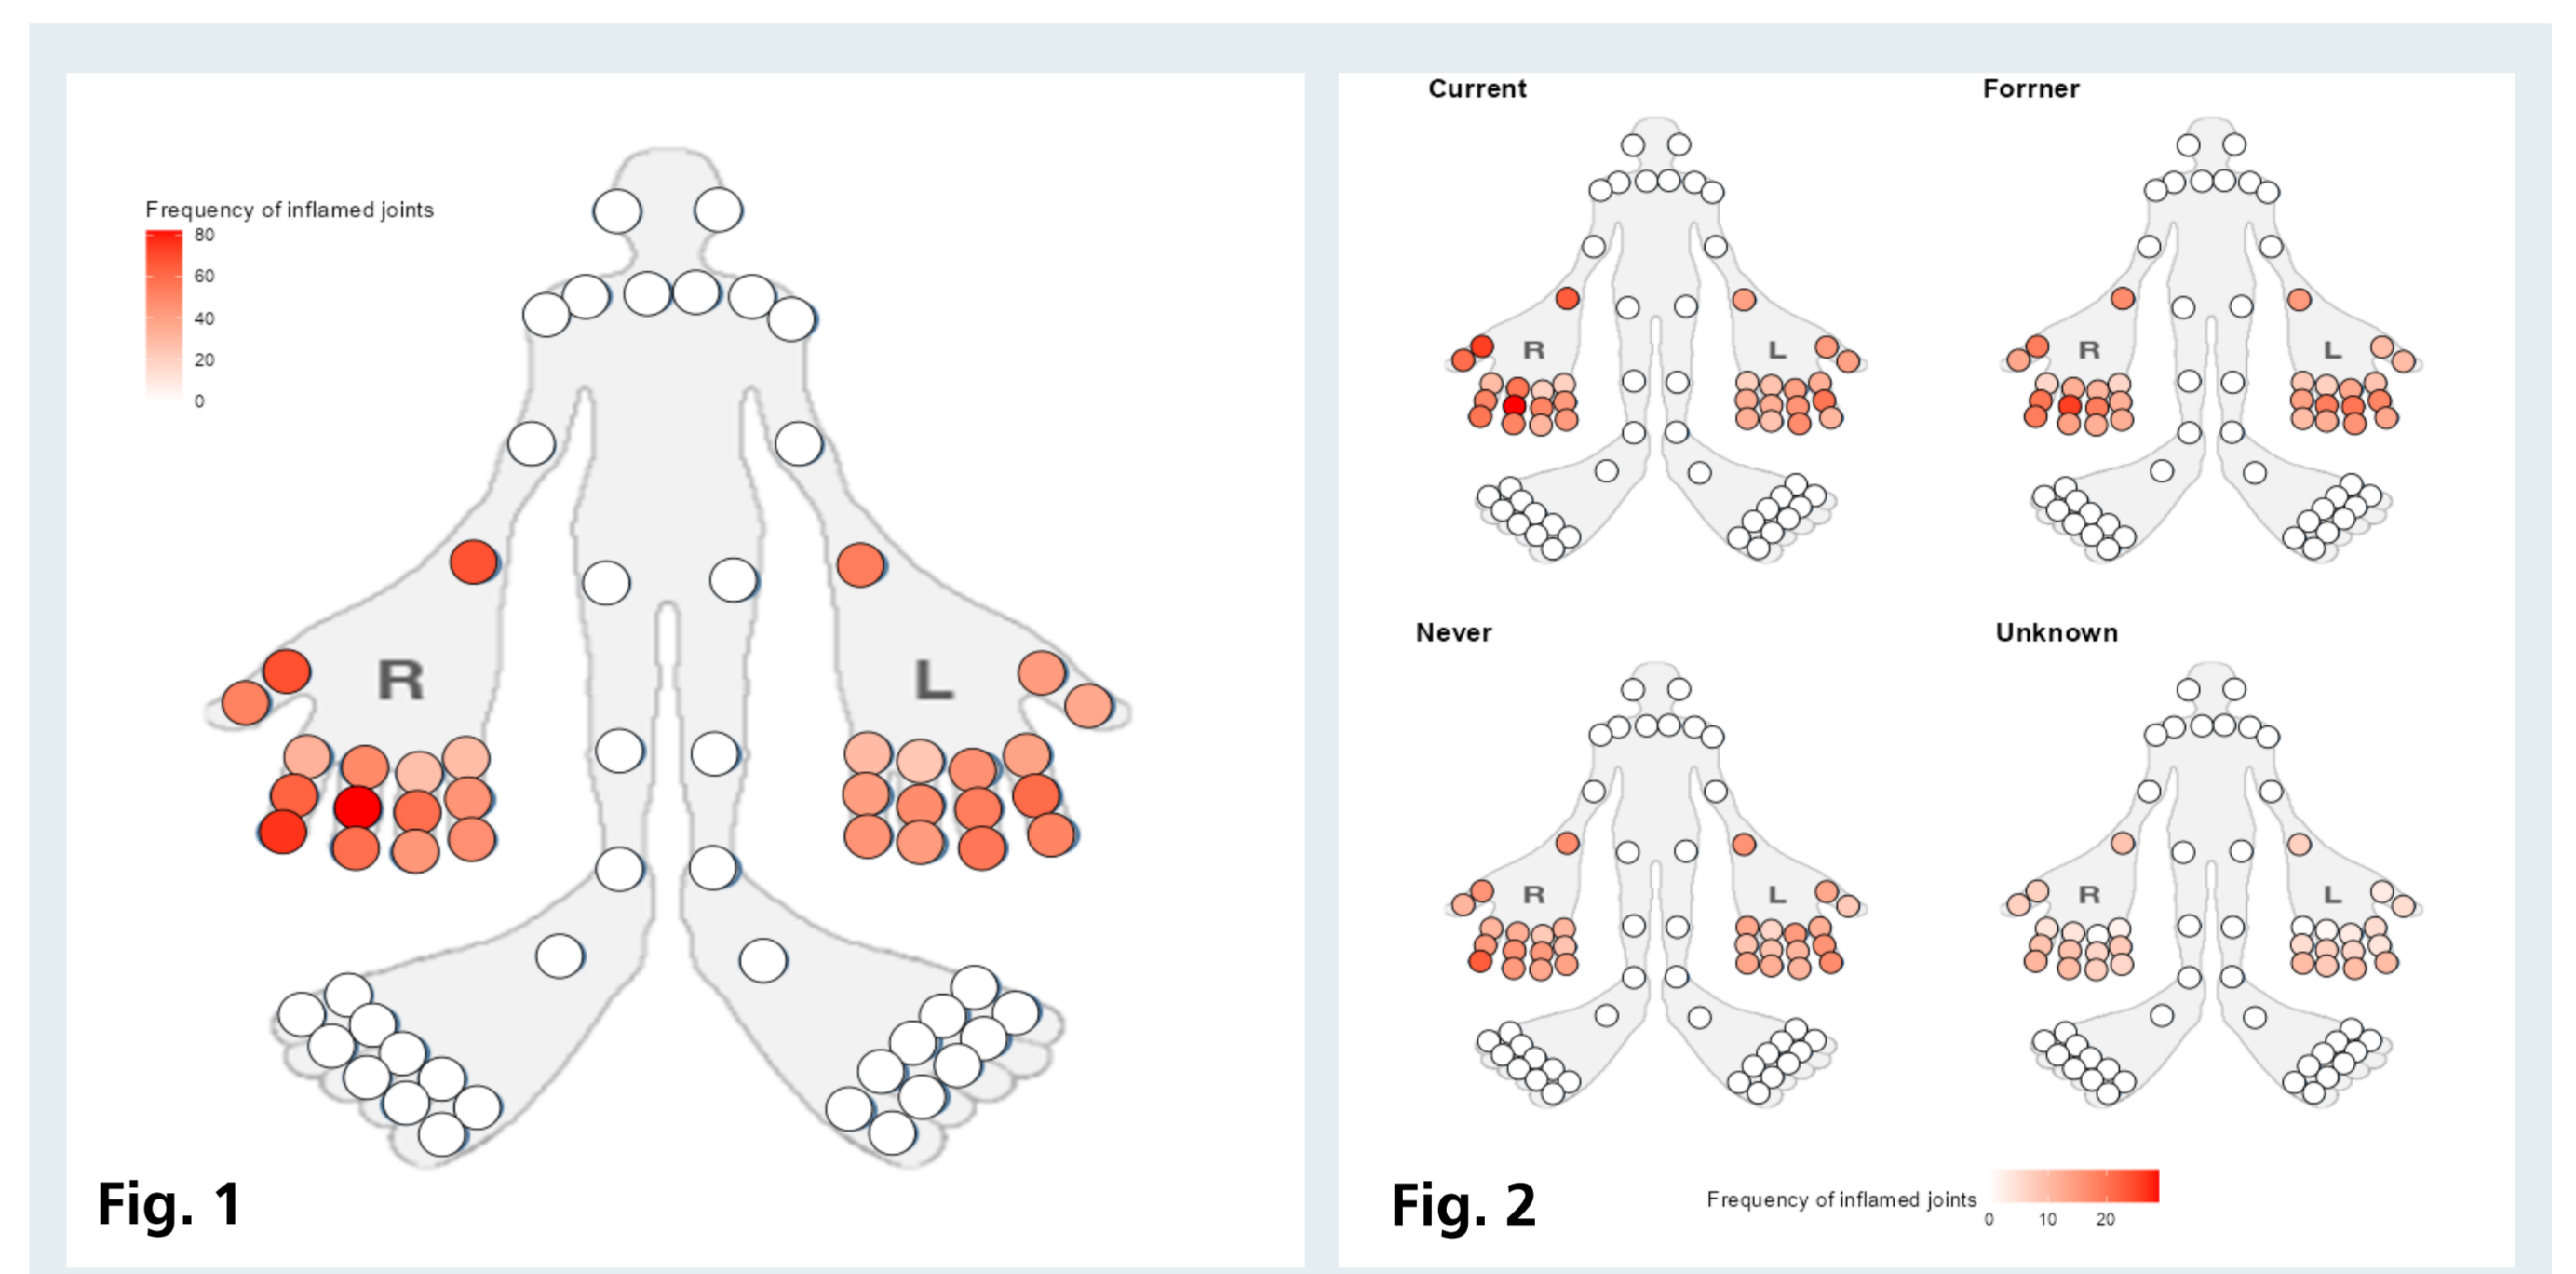 Frequency of inflamed joints
80
60
40
20
0
R
L
Fig. 1
Current
Forrner
R
L
R
L
Never
Unknown
R
L
R
L
Fig. 2
Frequency of inflamed joints
0
10
20